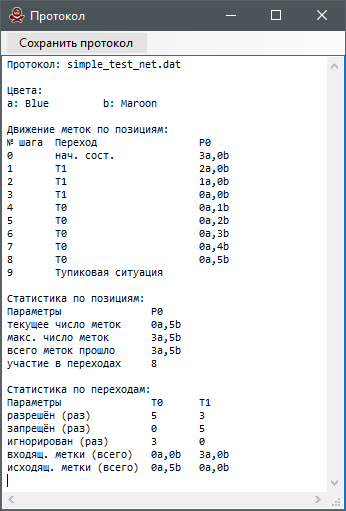 Протокол
Сохранить протокол
Протокол: simple_test_net.dat
Цвета:
a: Blue b: Maroon
Движение меток по позициям:
№ шага Переход P0
0 нач. сост. 3a,0b
1 T1 2a,0b
2 T1 1a,0b
3 T1 0a,0b
4 T0 0a,1b
5 T0 0a,2b
6 T0 0a,3b
7 T0 0a,4b
8 T0 0a,5b
9 Тупиковая ситуация
Статистика по позициям:
Параметры P0
текущее число меток 0a,5b
макс. число меток 3a,5b
всего меток прошло 3a,5b
участие в переходах 8
Статистика по переходам:
Параметры T0 T1
разрешён (раз) 5 3
запрещён (раз) 0 5
игнорирован (раз) 3 0
входящ. метки (всего) 0a,0b 3a,0b
исходящ. метки (всего) 0a,5b 0a,0b